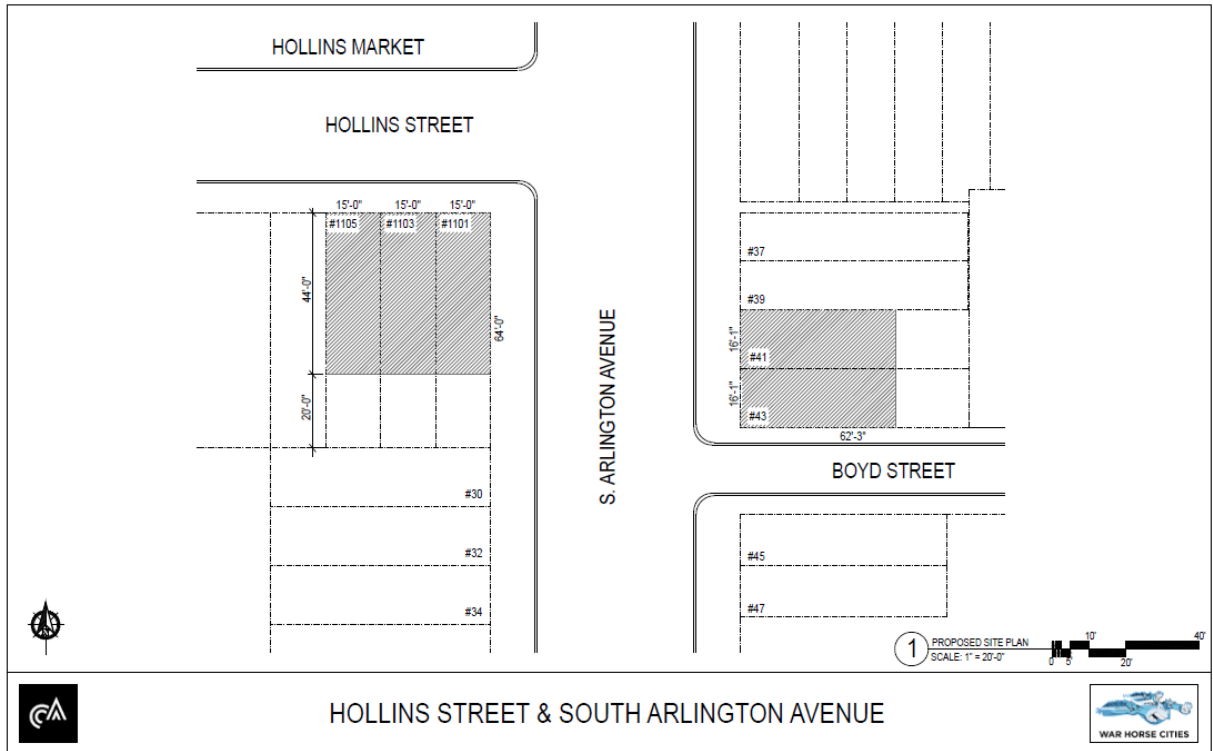 HOLLINS MARKET
HOLLINS STREET
15'-0" 15'-0" 15'-0"
#1105 #1103 #1101
44'-0"
64'-0"
20'-0"
#30
#32
#34
S. ARLINGTON AVENUE
#37
#39
16'-1"
#41
16'-1"
#43
62'-3"
BOYD STREET
#45
#47
1
PROPOSED SITE PLAN
SCALE: 1" = 20'-0"
0 5' 10' 20' 40'
HOLLINS STREET & SOUTH ARLINGTON AVENUE
WAR HORSE CITIES